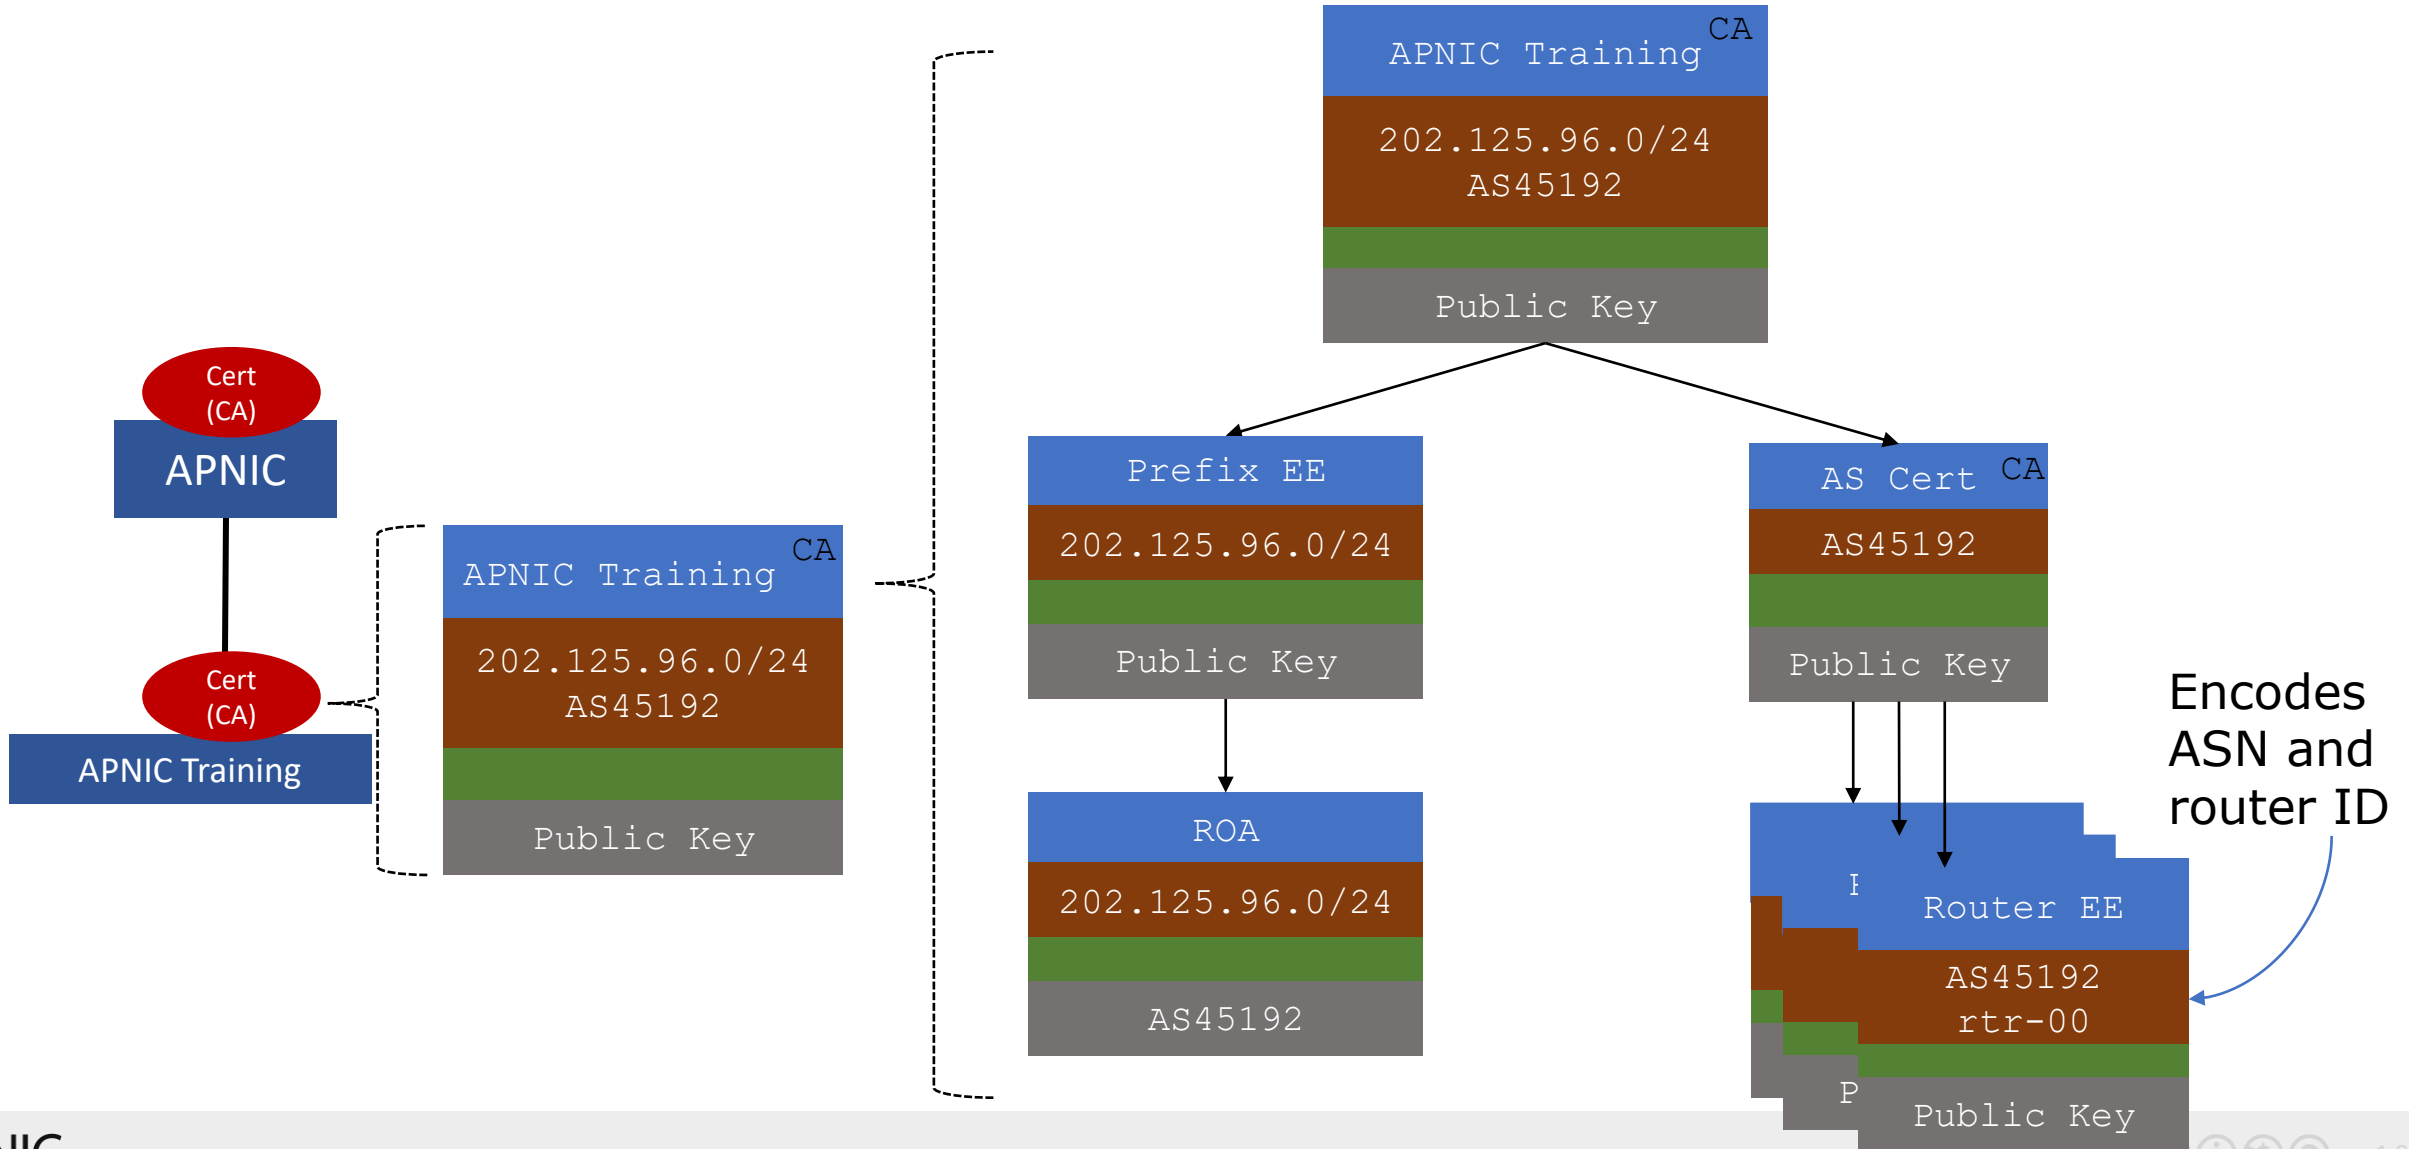 Cert
(CA)
APNIC
Cert
(CA)
APNIC Training
CA
APNIC Training
202.125.96.0/24
AS45192
Public Key
CA
APNIC Training
202.125.96.0/24
AS45192
Public Key
Prefix EE
202.125.96.0/24
Public Key
ROA
202.125.96.0/24
AS45192
AS Cert CA
AS45192
Public Key
Router EE
AS45192
rtr-00
Public Key
P
Encodes
ASN and
router ID